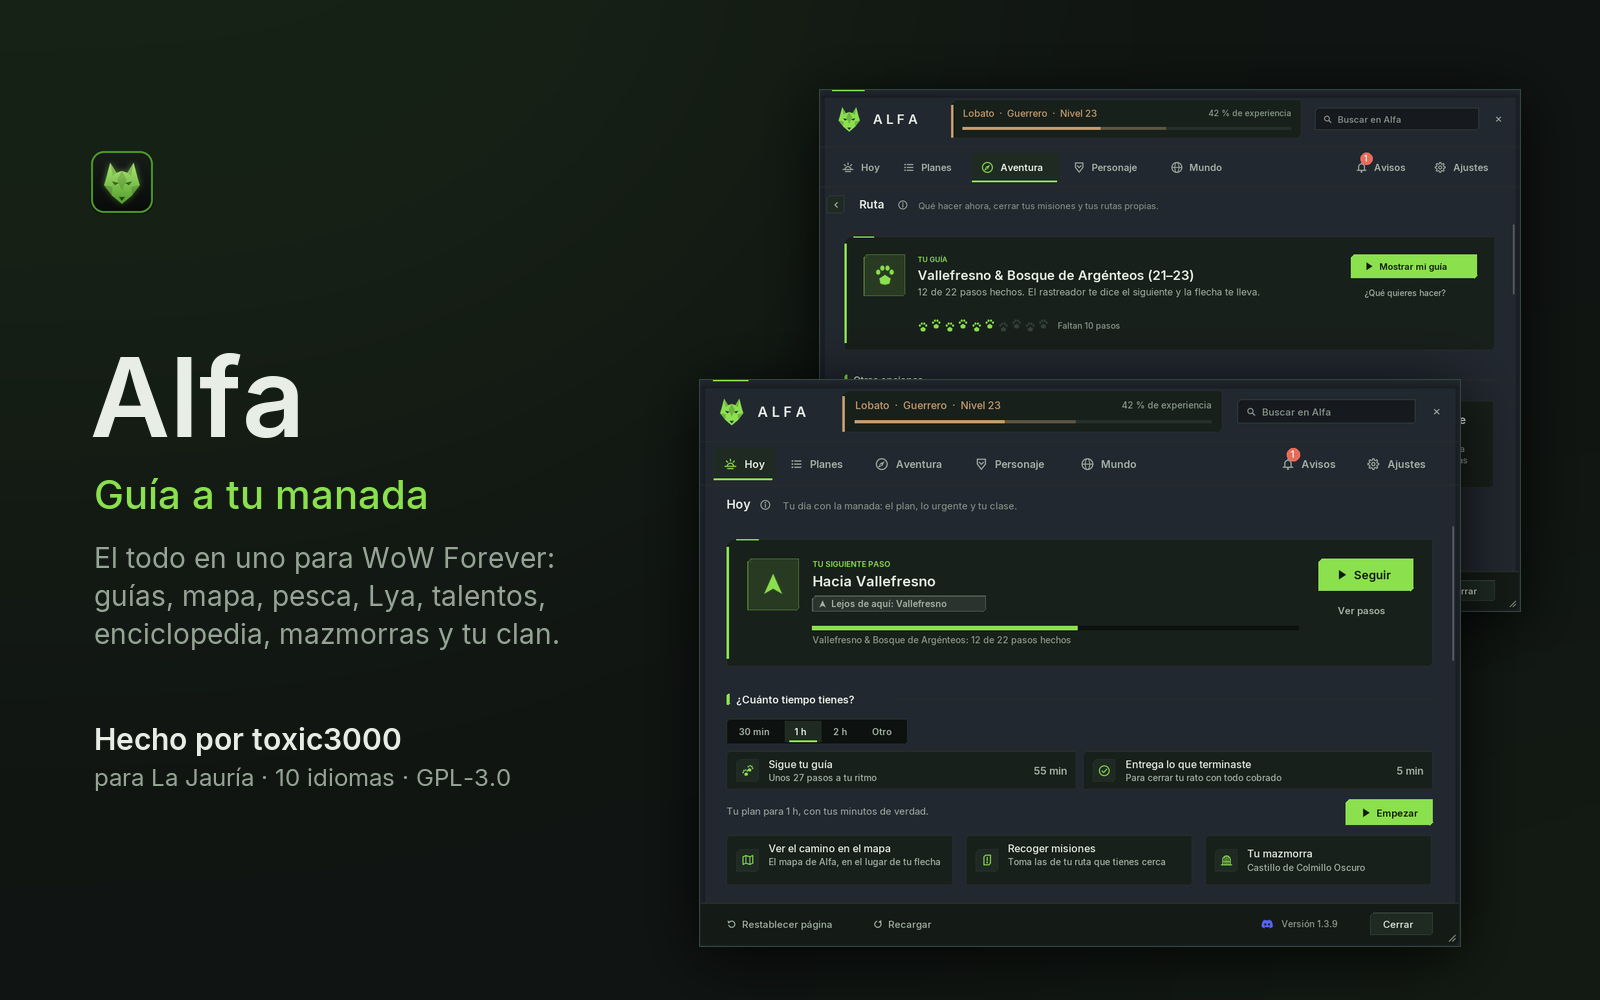 Alfa
Guía a tu manada
El todo en uno para WoW Forever:
guías, mapa, pesca, Lya, talentos,
enciclopedia, mazmorras y tu clan.
Hecho por toxic3000
para La Jauría · 10 idiomas · GPL-3.0
ALFA
Lobato · Guerrero · Nivel 23
42 % de experiencia
Buscar en Alfa
Hoy
Planes
Aventura
Personaje
Mundo
1
Avisos
Ajustes
Ruta
Qué hacer ahora, cerrar tus misiones y tus rutas propias.
TU GUÍA
Vallefresno & Bosque de Argénteos (21–23)
12 de 22 pasos hechos. El rastreador te dice el siguiente y la flecha te lleva.
Faltan 10 pasos
Mostrar mi guía
¿Qué quieres hacer?
ALFA
Lobato · Guerrero · Nivel 23
42 % de experiencia
Buscar en Alfa
Hoy
Planes
Aventura
Personaje
Mundo
1
Avisos
Ajustes
Hoy
Tu día con la manada: el plan, lo urgente y tu clase.
TU SIGUIENTE PASO
Hacia Vallefresno
Lejos de aquí: Vallefresno
Vallefresno & Bosque de Argénteos: 12 de 22 pasos hechos
Seguir
Ver pasos
¿Cuánto tiempo tienes?
30 min
1 h
2 h
Otro
Sigue tu guía
Unos 27 pasos a tu ritmo
55 min
Entrega lo que terminaste
Para cerrar tu rato con todo cobrado
5 min
Tu plan para 1 h, con tus minutos de verdad.
Empezar
Ver el camino en el mapa
El mapa de Alfa, en el lugar de tu flecha
Recoger misiones
Toma las de tu ruta que tienes cerca
Tu mazmorra
Castillo de Colmillo Oscuro
Restablecer página
Recargar
Versión 1.3.9
Cerrar